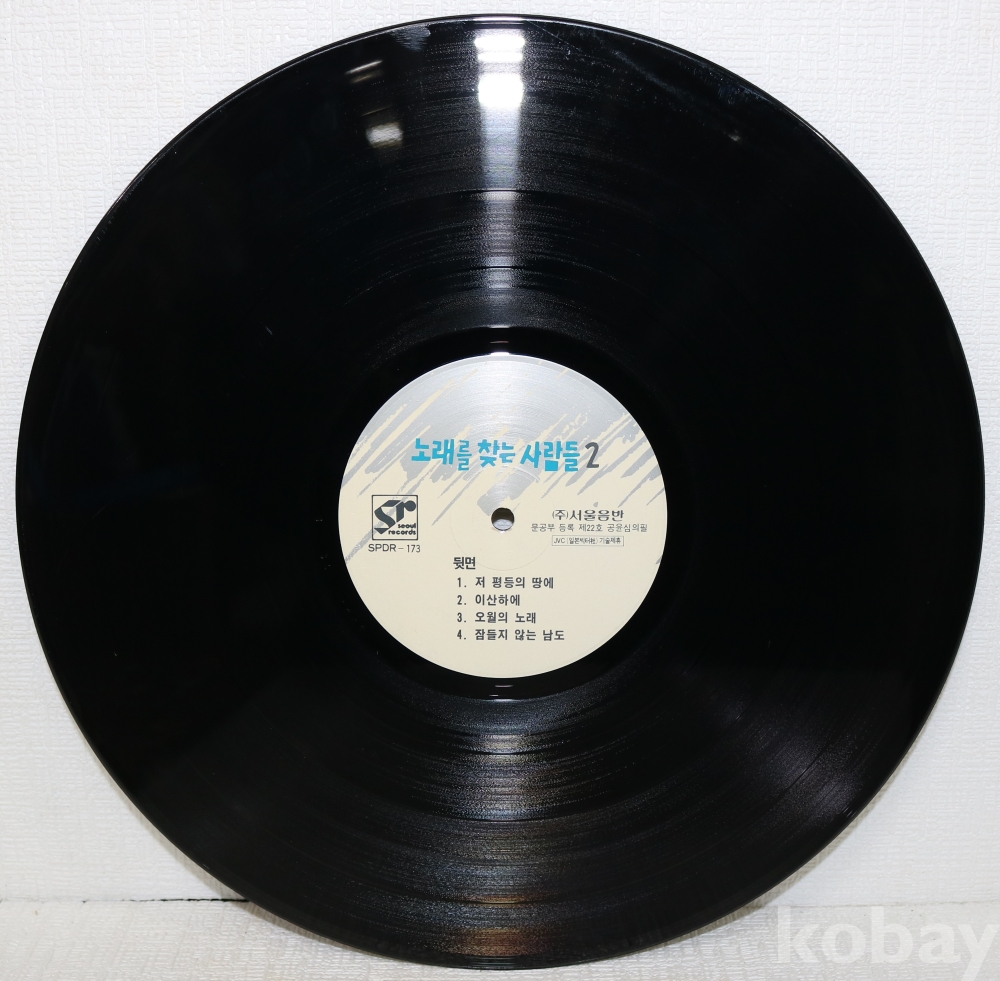 노래를 찾는 사람들 2
Sr
seoul
records
SPDR - 173
(주)서울음반
문공부 등록 제22호 공윤심의필
JVC (일본빅터社) 기술제휴
뒷면
1. 저 평등의 땅에
2. 이산하에
3. 오월의 노래
4. 잠들지 않는 남도
kobay